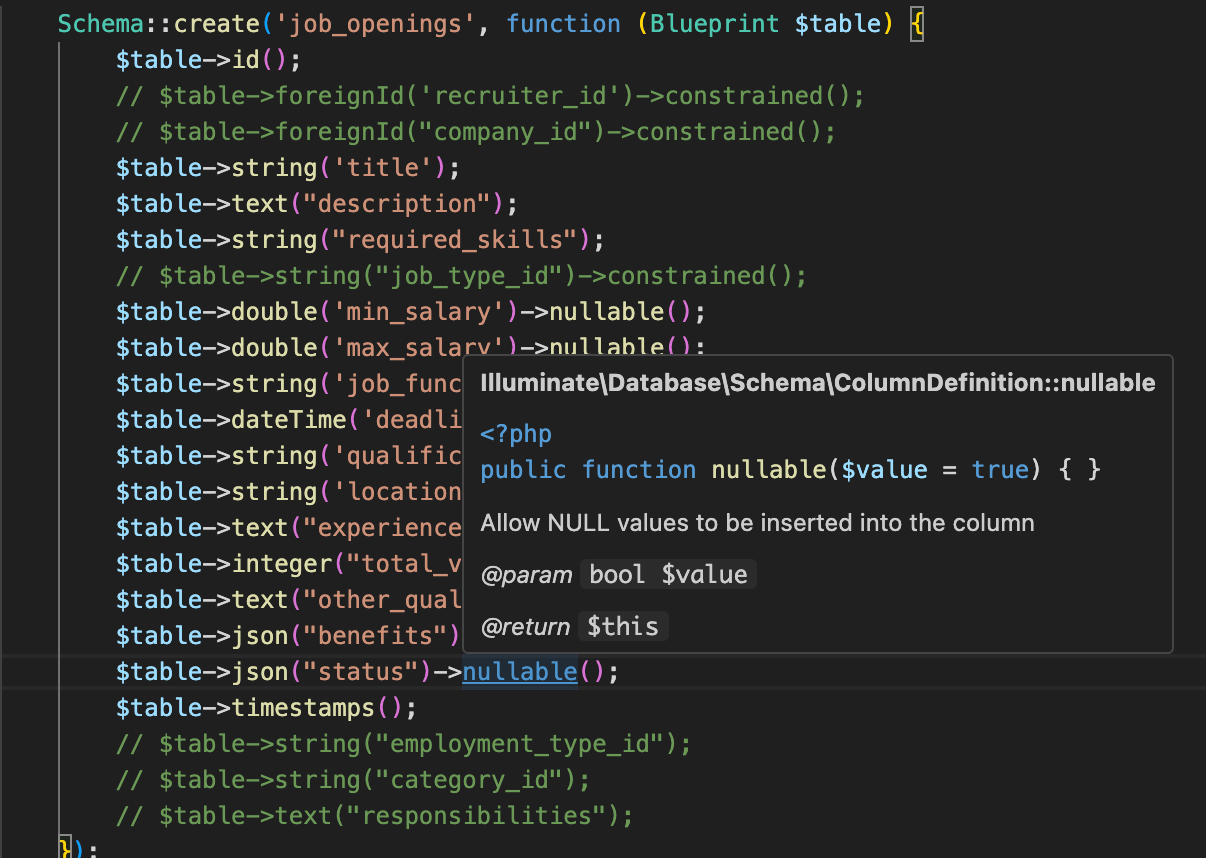 Schema::create('job_openings', function (Blueprint $table) {
$table->id();
// $table->foreignId('recruiter_id')->constrained();
// $table->foreignId("company_id")->constrained();
$table->string('title');
$table->text("description");
$table->string("required_skills");
// $table->string("job_type_id")->constrained();
$table->double('min_salary')->nullable();
$table->double('max_salary')->nullable();
$table->string('job_func
$table->dateTime('deadli
$table->string('qualific
$table->string('location
$table->text("experience
$table->integer("total_v
$table->text("other_qual
$table->json("benefits")
$table->json("status")->nullable();
$table->timestamps();
// $table->string("employment_type_id");
// $table->string("category_id");
// $table->text("responsibilities");
});
Illuminate\Database\Schema\ColumnDefinition::nullable
<?php
public function nullable($value = true) { }
Allow NULL values to be inserted into the column
@param bool $value
@return $this